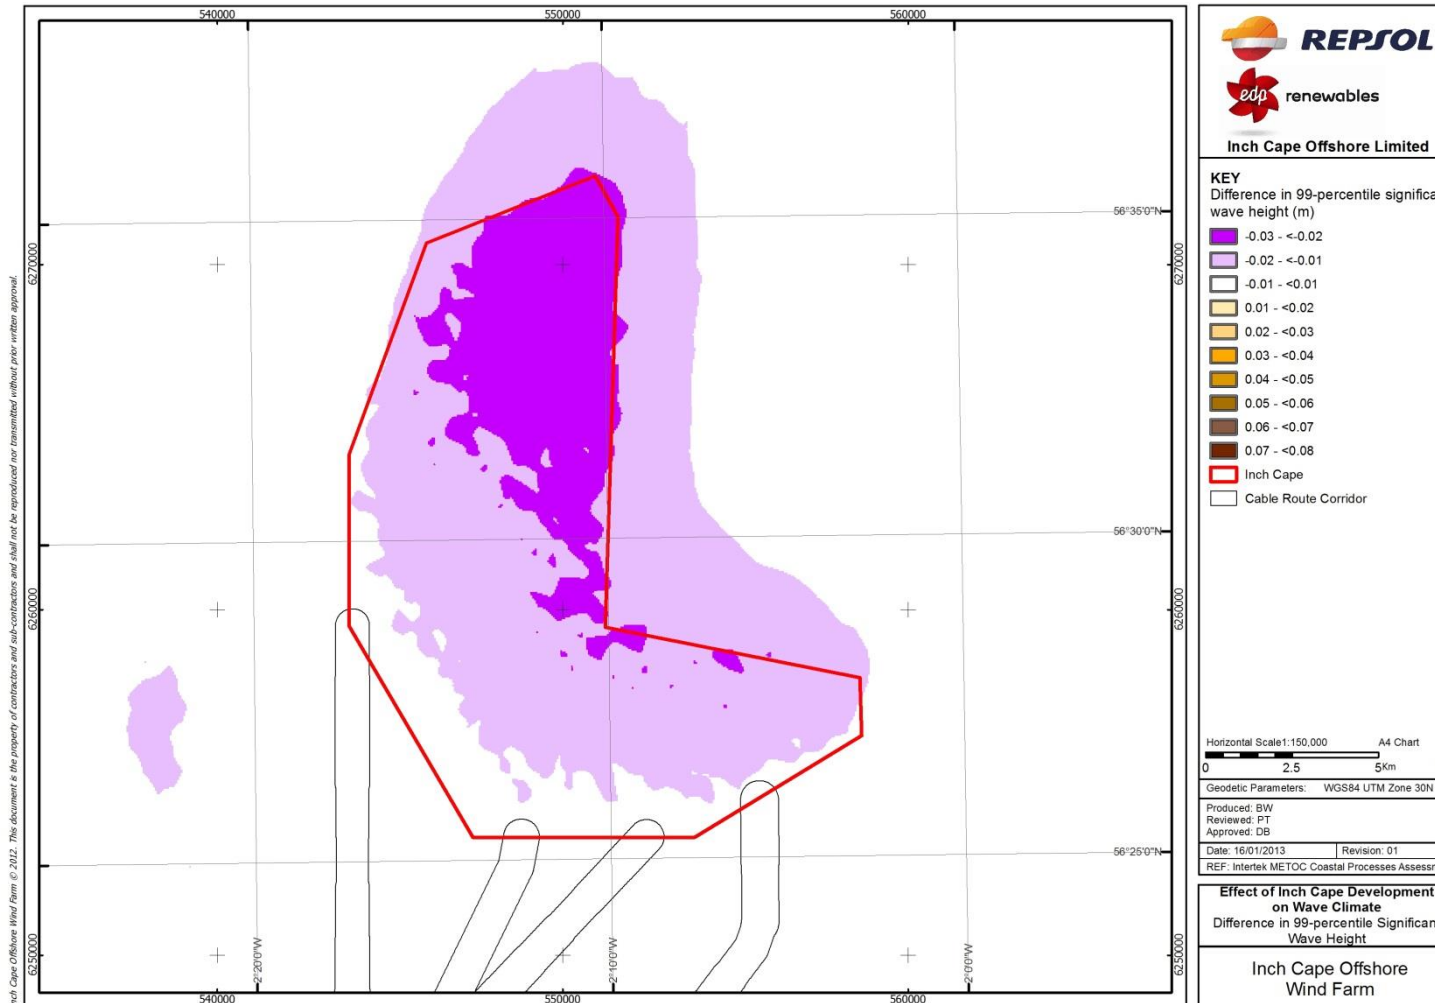 540000
550000
560000
6270000
6260000
6250000
6270000
6260000
6250000
56°35'0"N
56°30'0"N
56°25'0"N
2°20'0"W
2°10'0"W
2°0'0"W
540000
550000
560000
Cape Offshore Wind Farm © 2012. This document is the property of contractors and sub-contractors and shall not be reproduced nor transmitted without prior written approval.
REPSOL
edp renewables
Inch Cape Offshore Limited
KEY
Difference in 99-percentile significa
wave height (m)
-0.03 - <-0.02
-0.02 - <-0.01
-0.01 - <0.01
0.01 - <0.02
0.02 - <0.03
0.03 - <0.04
0.04 - <0.05
0.05 - <0.06
0.06 - <0.07
0.07 - <0.08
Inch Cape
Cable Route Corridor
Horizontal Scale1:150,000 A4 Chart
0 2.5 5Km
Geodetic Parameters: WGS84 UTM Zone 30N
Produced: BW
Reviewed: PT
Approved: DB
Date: 16/01/2013 Revision: 01
REF: Intertek METOC Coastal Processes Assessm
Effect of Inch Cape Development
on Wave Climate
Difference in 99-percentile Significan
Wave Height
Inch Cape Offshore
Wind Farm